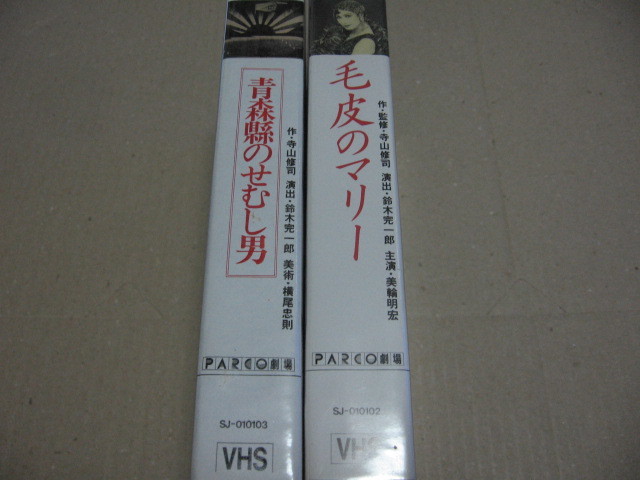 青森縣のせむし男
作・寺山修司 演出・鈴木完一郎 美術・横尾忠則
PARCO劇場
SJ-010103
VHS
毛皮のマリー
作・監修・寺山修司 演出・鈴木完一郎 主演・美輪明宏
PARCO劇場
SJ-010102
VHS